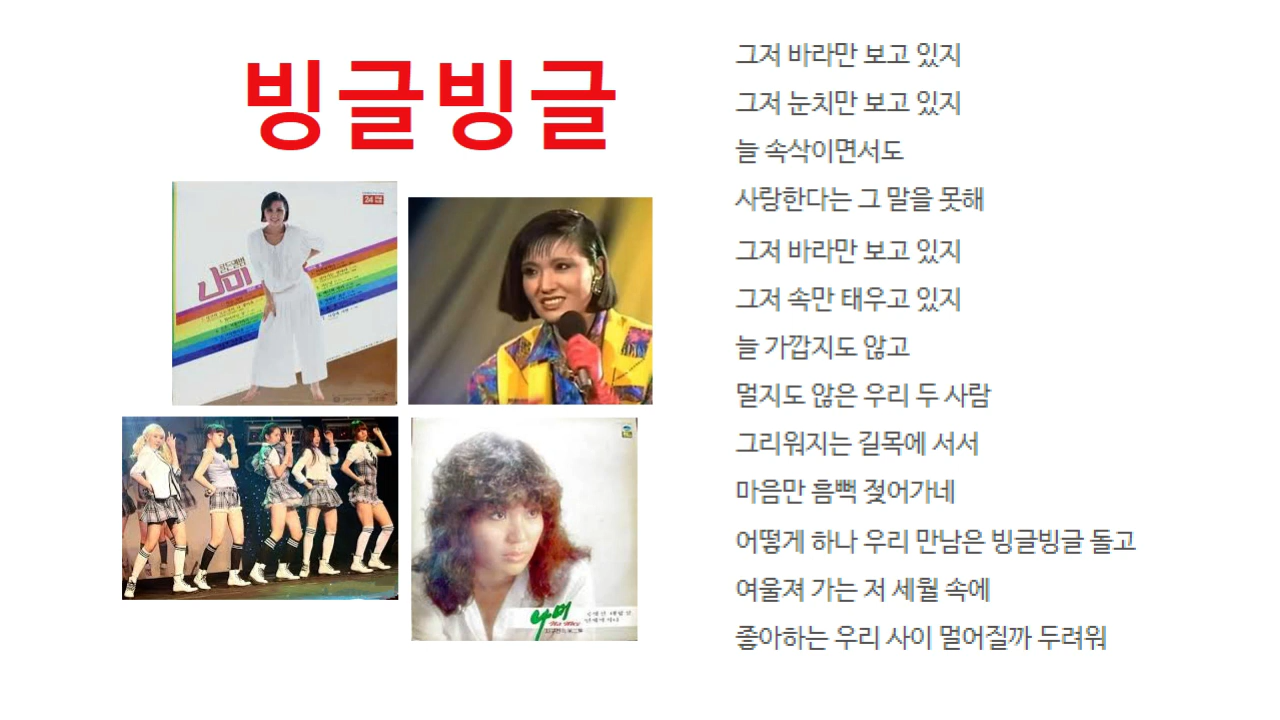 빙글빙글
나미
24
나미
그저 바라만 보고 있지
그저 눈치만 보고 있지
늘 속삭이면서도
사랑한다는 그 말을 못해
그저 바라만 보고 있지
그저 속만 태우고 있지
늘 가깝지도 않고
멀지도 않은 우리 두 사람
그리워지는 길목에 서서
마음만 흠뻑 젖어가네
어떻게 하나 우리 만남은 빙글빙글 돌고
여울져 가는 저 세월 속에
좋아하는 우리 사이 멀어질까 두려워